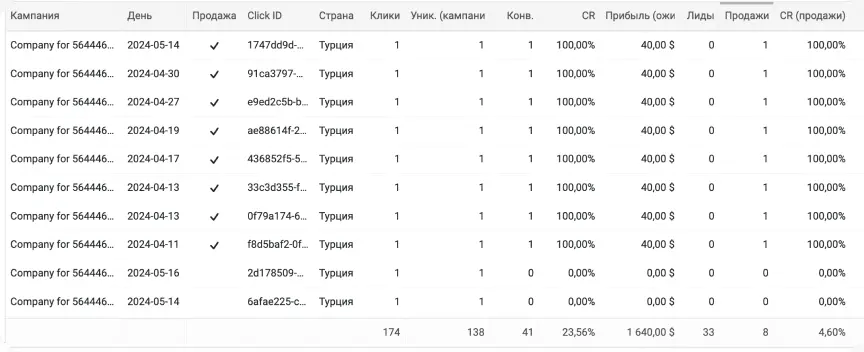 Кампания День Продажа Click ID Страна Клики Уник. (кампани Конв. CR Прибыль (ожи Лиды Продажи CR (продажи)
Company for 564446... 2024-05-14 ✓ 1747dd9d-... Турция 1 1 1 100,00% 40,00 $ 0 1 100,00%
Company for 564446... 2024-04-30 ✓ 91ca3797-... Турция 1 1 1 100,00% 40,00 $ 0 1 100,00%
Company for 564446... 2024-04-27 ✓ e9ed2c5b-b... Турция 1 1 1 100,00% 40,00 $ 0 1 100,00%
Company for 564446... 2024-04-19 ✓ ae88614f-2... Турция 1 1 1 100,00% 40,00 $ 0 1 100,00%
Company for 564446... 2024-04-17 ✓ 436852f5-5... Турция 1 1 1 100,00% 40,00 $ 0 1 100,00%
Company for 564446... 2024-04-13 ✓ 33c3d355-f... Турция 1 1 1 100,00% 40,00 $ 0 1 100,00%
Company for 564446... 2024-04-13 ✓ 0f79a174-6... Турция 1 1 1 100,00% 40,00 $ 0 1 100,00%
Company for 564446... 2024-04-11 ✓ f8d5baf2-0f... Турция 1 1 1 100,00% 40,00 $ 0 1 100,00%
Company for 564446... 2024-05-16 2d178509-... Турция 1 1 0 0,00% 0,00 $ 0 0 0,00%
Company for 564446... 2024-05-14 6afae225-c... Турция 1 1 0 0,00% 0,00 $ 0 0 0,00%
174 138 41 23,56% 1 640,00 $ 33 8 4,60%